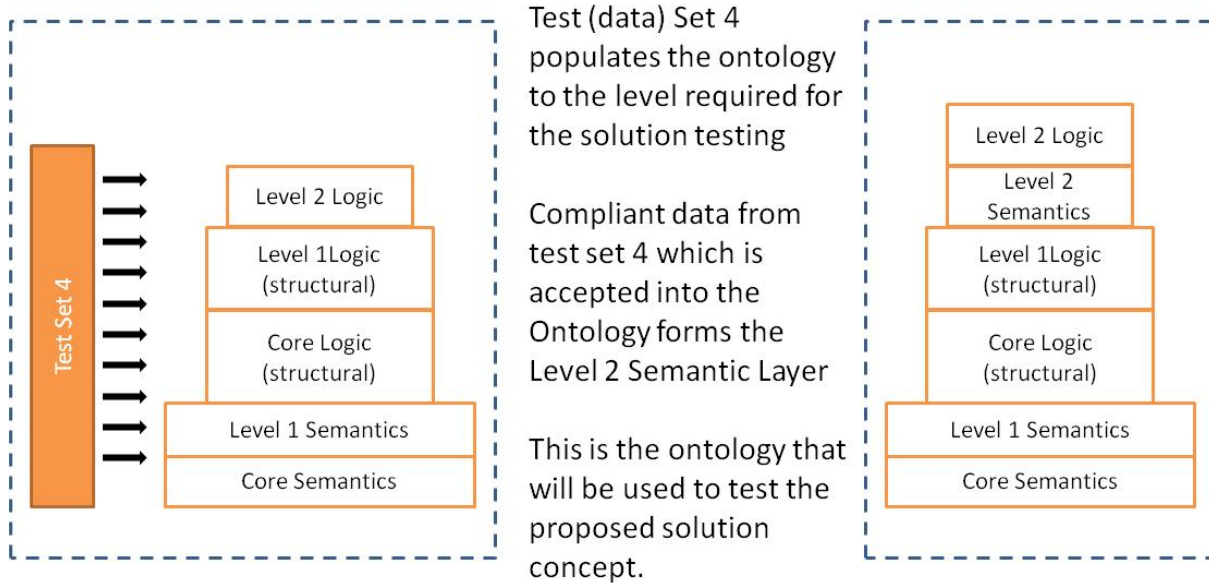 Test Set 4
Level 2 Logic
Level 1Logic
(structural)
Core Logic
(structural)
Level 1 Semantics
Core Semantics
Test (data) Set 4
populates the ontology
to the level required for
the solution testing
Compliant data from
test set 4 which is
accepted into the
Ontology forms the
Level 2 Semantic Layer
This is the ontology that
will be used to test the
proposed solution
concept.
Level 2 Logic
Level 2
Semantics
Level 1Logic
(structural)
Core Logic
(structural)
Level 1 Semantics
Core Semantics